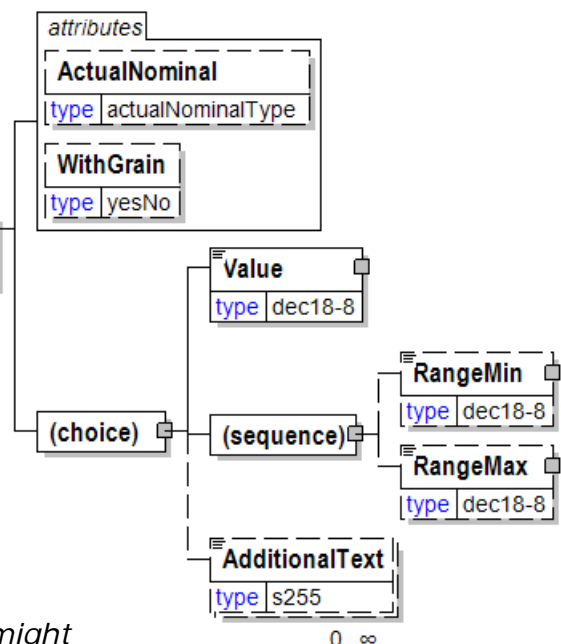 attributes
ActualNominal
type actualNominalType
WithGrain
type yesNo
Value
type dec18-8
(choice)
(sequence)
RangeMin
type dec18-8
RangeMax
type dec18-8
AdditionalText
type s255
might
0 ∞